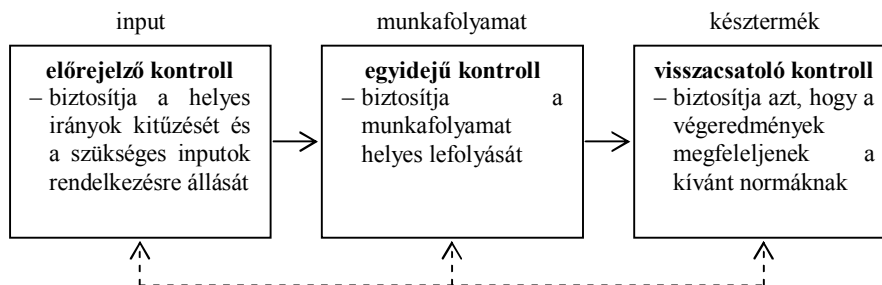 input
munkafolyamat
késztermék
előrejelző kontroll
– biztosítja a helyes
irányok kitűzését és
a szükséges inputok
rendelkezésre állását
egyidejű kontroll
– biztosítja a
munkafolyamat
helyes lefolyását
visszacsatoló kontroll
– biztosítja azt, hogy a
végeredmények
megfeleljenek a
kívánt normáknak